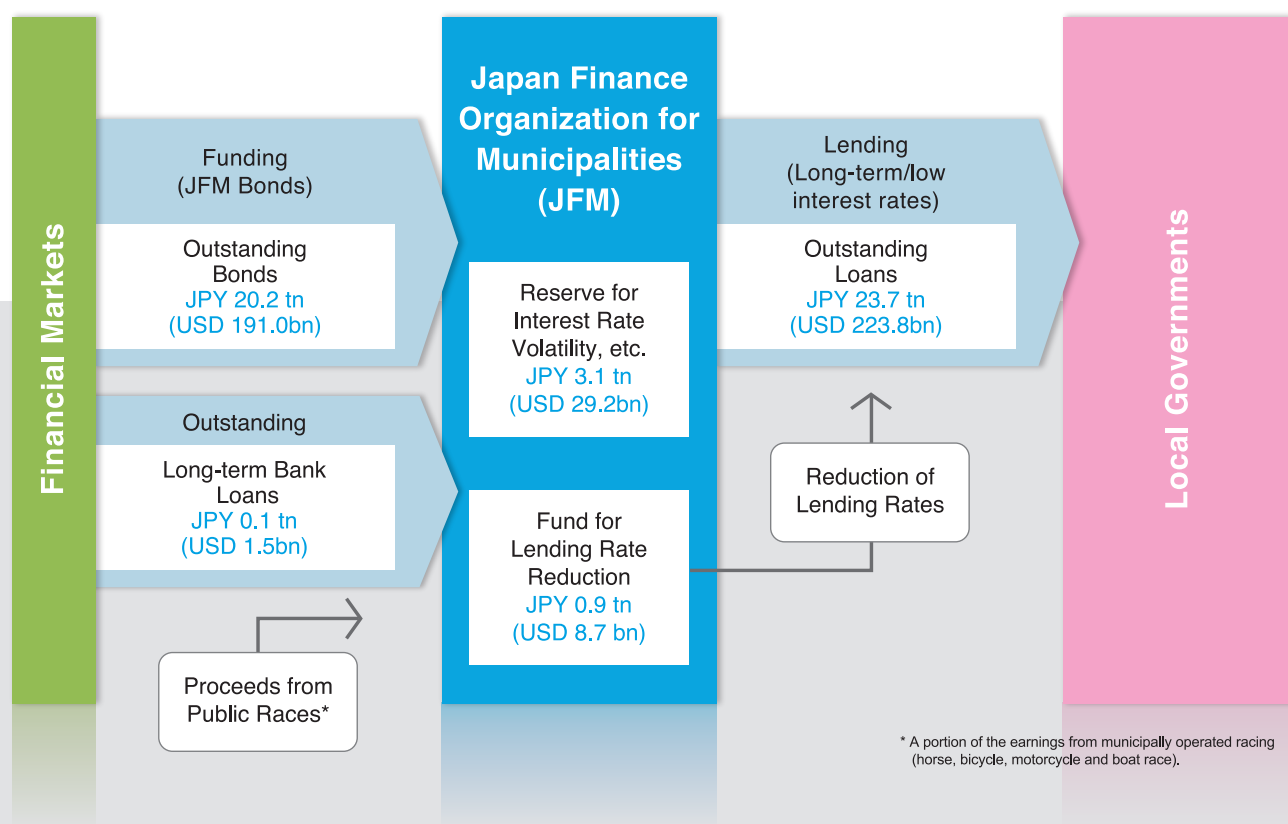 Financial Markets
Funding
(JFM Bonds)
Outstanding
Bonds
JPY 20.2 tn
(USD 191.0bn)
Outstanding
Long-term Bank
Loans
JPY 0.1 tn
(USD 1.5bn)
Proceeds from
Public Races*
Japan Finance
Organization for
Municipalities
(JFM)
Reserve for
Interest Rate
Volatility, etc.
JPY 3.1 tn
(USD 29.2bn)
Fund for
Lending Rate
Reduction
JPY 0.9 tn
(USD 8.7 bn)
Lending
(Long-term/low
interest rates)
Outstanding
Loans
JPY 23.7 tn
(USD 223.8bn)
Reduction of
Lending Rates
Local Governments
* A portion of the earnings from municipally operated racing
(horse, bicycle, motorcycle and boat race).